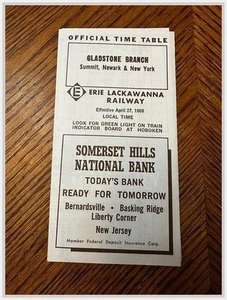 OFFICIAL TIME TABLE
GLADSTONE BRANCH
Summit, Newark & New York
E
ERIE LACKAWANNA
RAILWAY
Effective April 27, 1969
LOCAL TIME
LOOK FOR GREEN LIGHT ON TRAIN
INDICATOR BOARD AT HOBOKEN
SOMERSET HILLS
NATIONAL BANK
TODAY'S BANK
READY FOR TOMORROW
Bernardsville • Basking Ridge
Liberty Corner
New Jersey
Member Federal Deposit Insurance Corp.